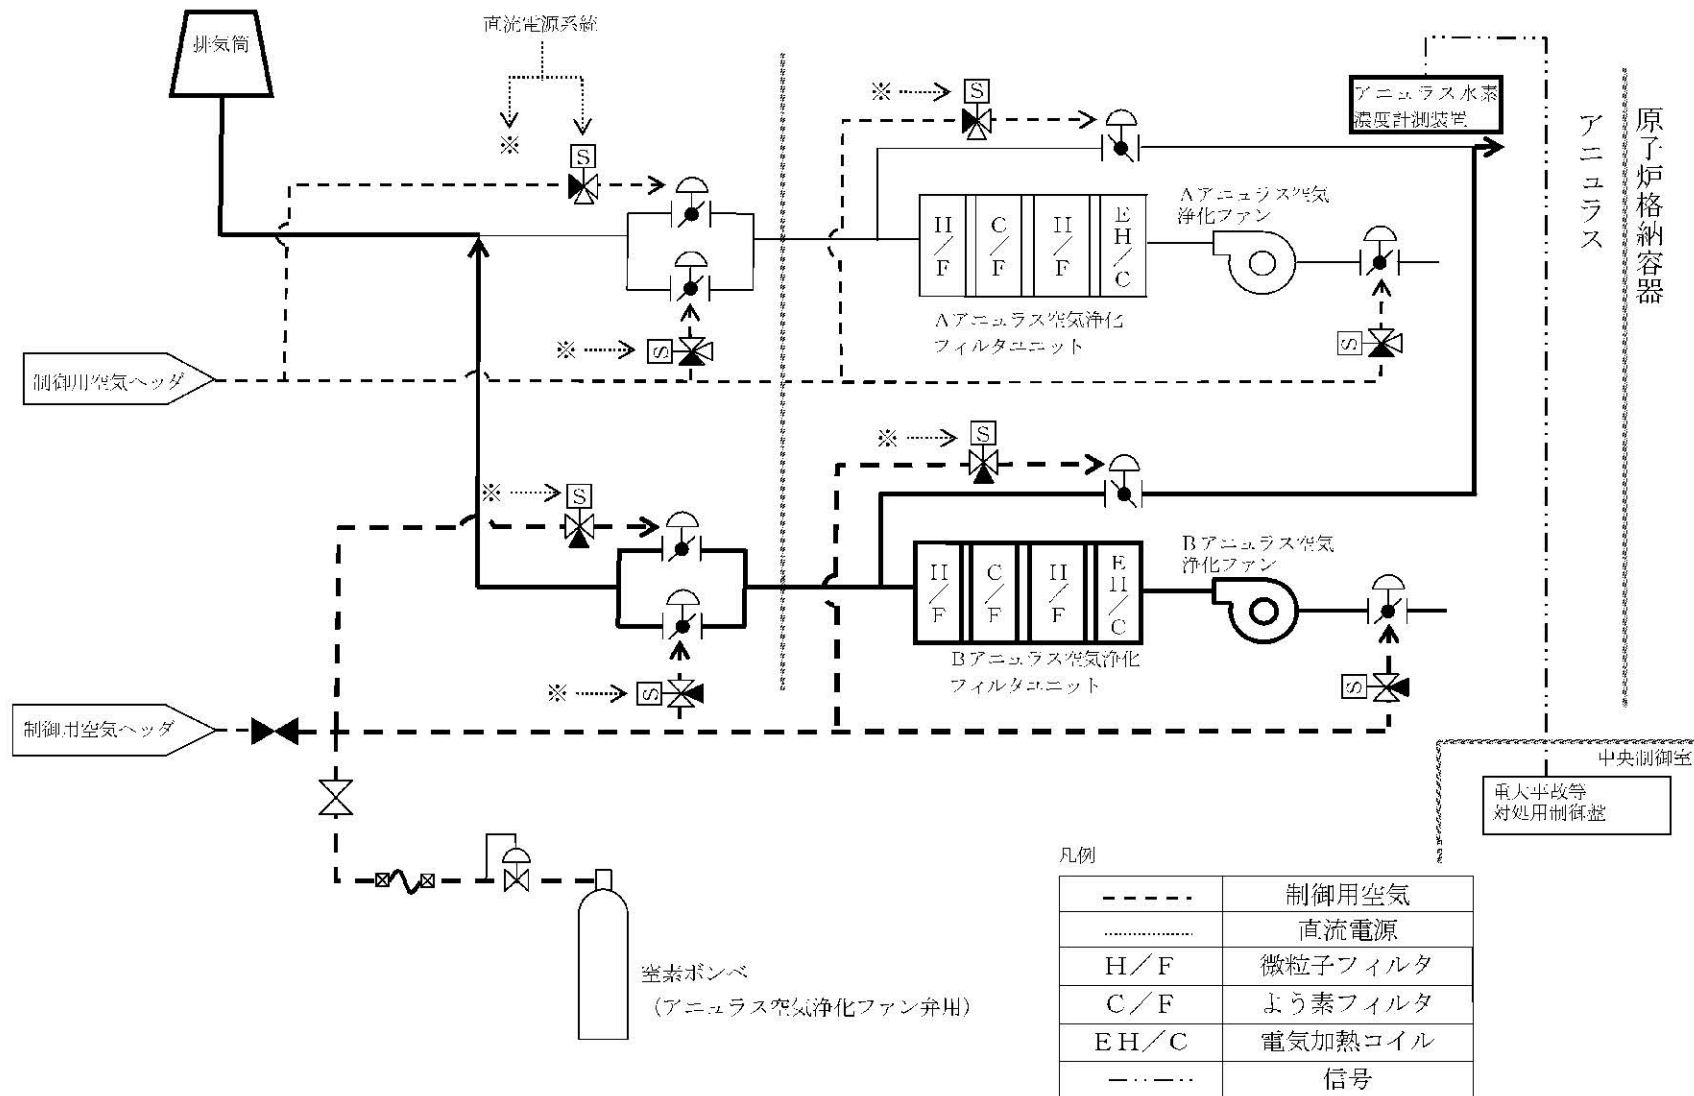 排気筒
直流電源系統
※
※
S
S
アニュラス水素
濃度計測装置
アニュラス
原子炉格納容器
Aアニュラス空気
浄化ファン
H/F
C/F
H/F
EH/C
Aアニュラス空気浄化
フィルタユニット
※
S
S
制御用空気ヘッダ
※
S
※
S
Bアニュラス空気
浄化ファン
H/F
C/F
H/F
EH/C
Bアニュラス空気浄化
フィルタユニット
※
S
S
制御用空気ヘッダ
中央制御室
重大事故等
対処用制御盤
窒素ボンベ
(アニュラス空気浄化ファン弁用)
凡例
制御用空気
直流電源
H/F 微粒子フィルタ
C/F よう素フィルタ
EH/C 電気加熱コイル
信号